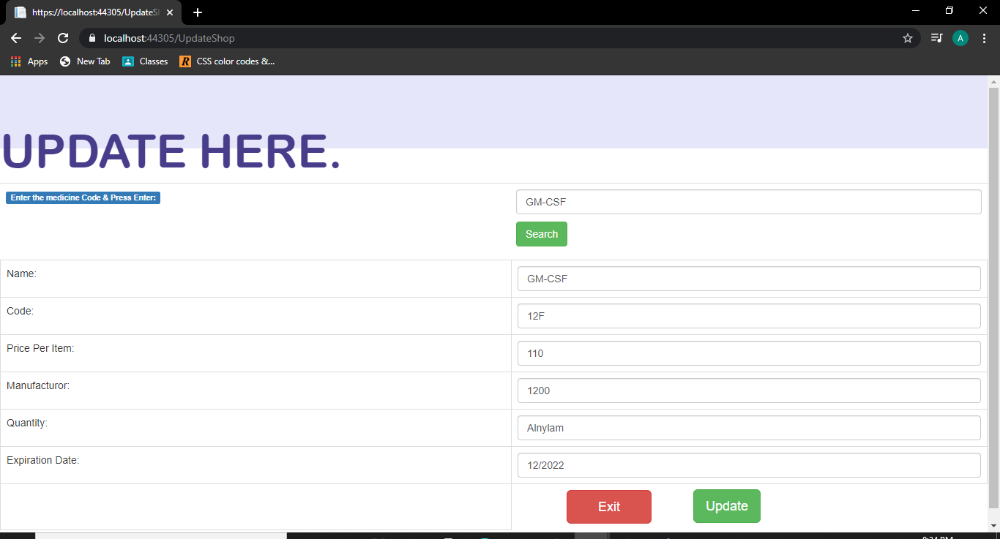 https://localhost:44305/UpdateSh
localhost:44305/UpdateShop
A
Apps New Tab Classes R CSS color codes &...
UPDATE HERE.
Enter the medicine Code & Press Enter: GM-CSF
Search
Name: GM-CSF
Code: 12F
Price Per Item: 110
Manufacturor: 1200
Quantity: Alnylam
Expiration Date: 12/2022
Exit Update